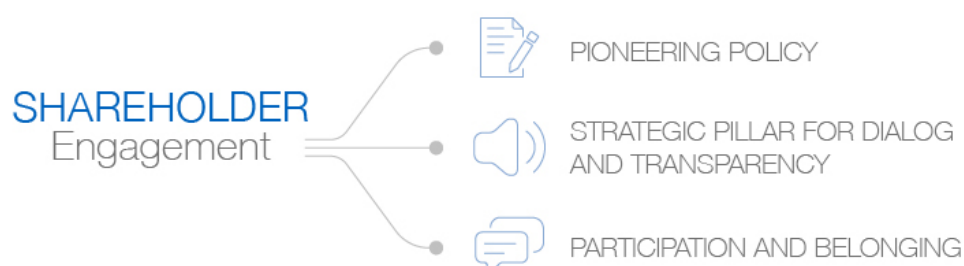 SHAREHOLDER
Engagement
PIONEERING POLICY
STRATEGIC PILLAR FOR DIALOG
AND TRANSPARENCY
PARTICIPATION AND BELONGING